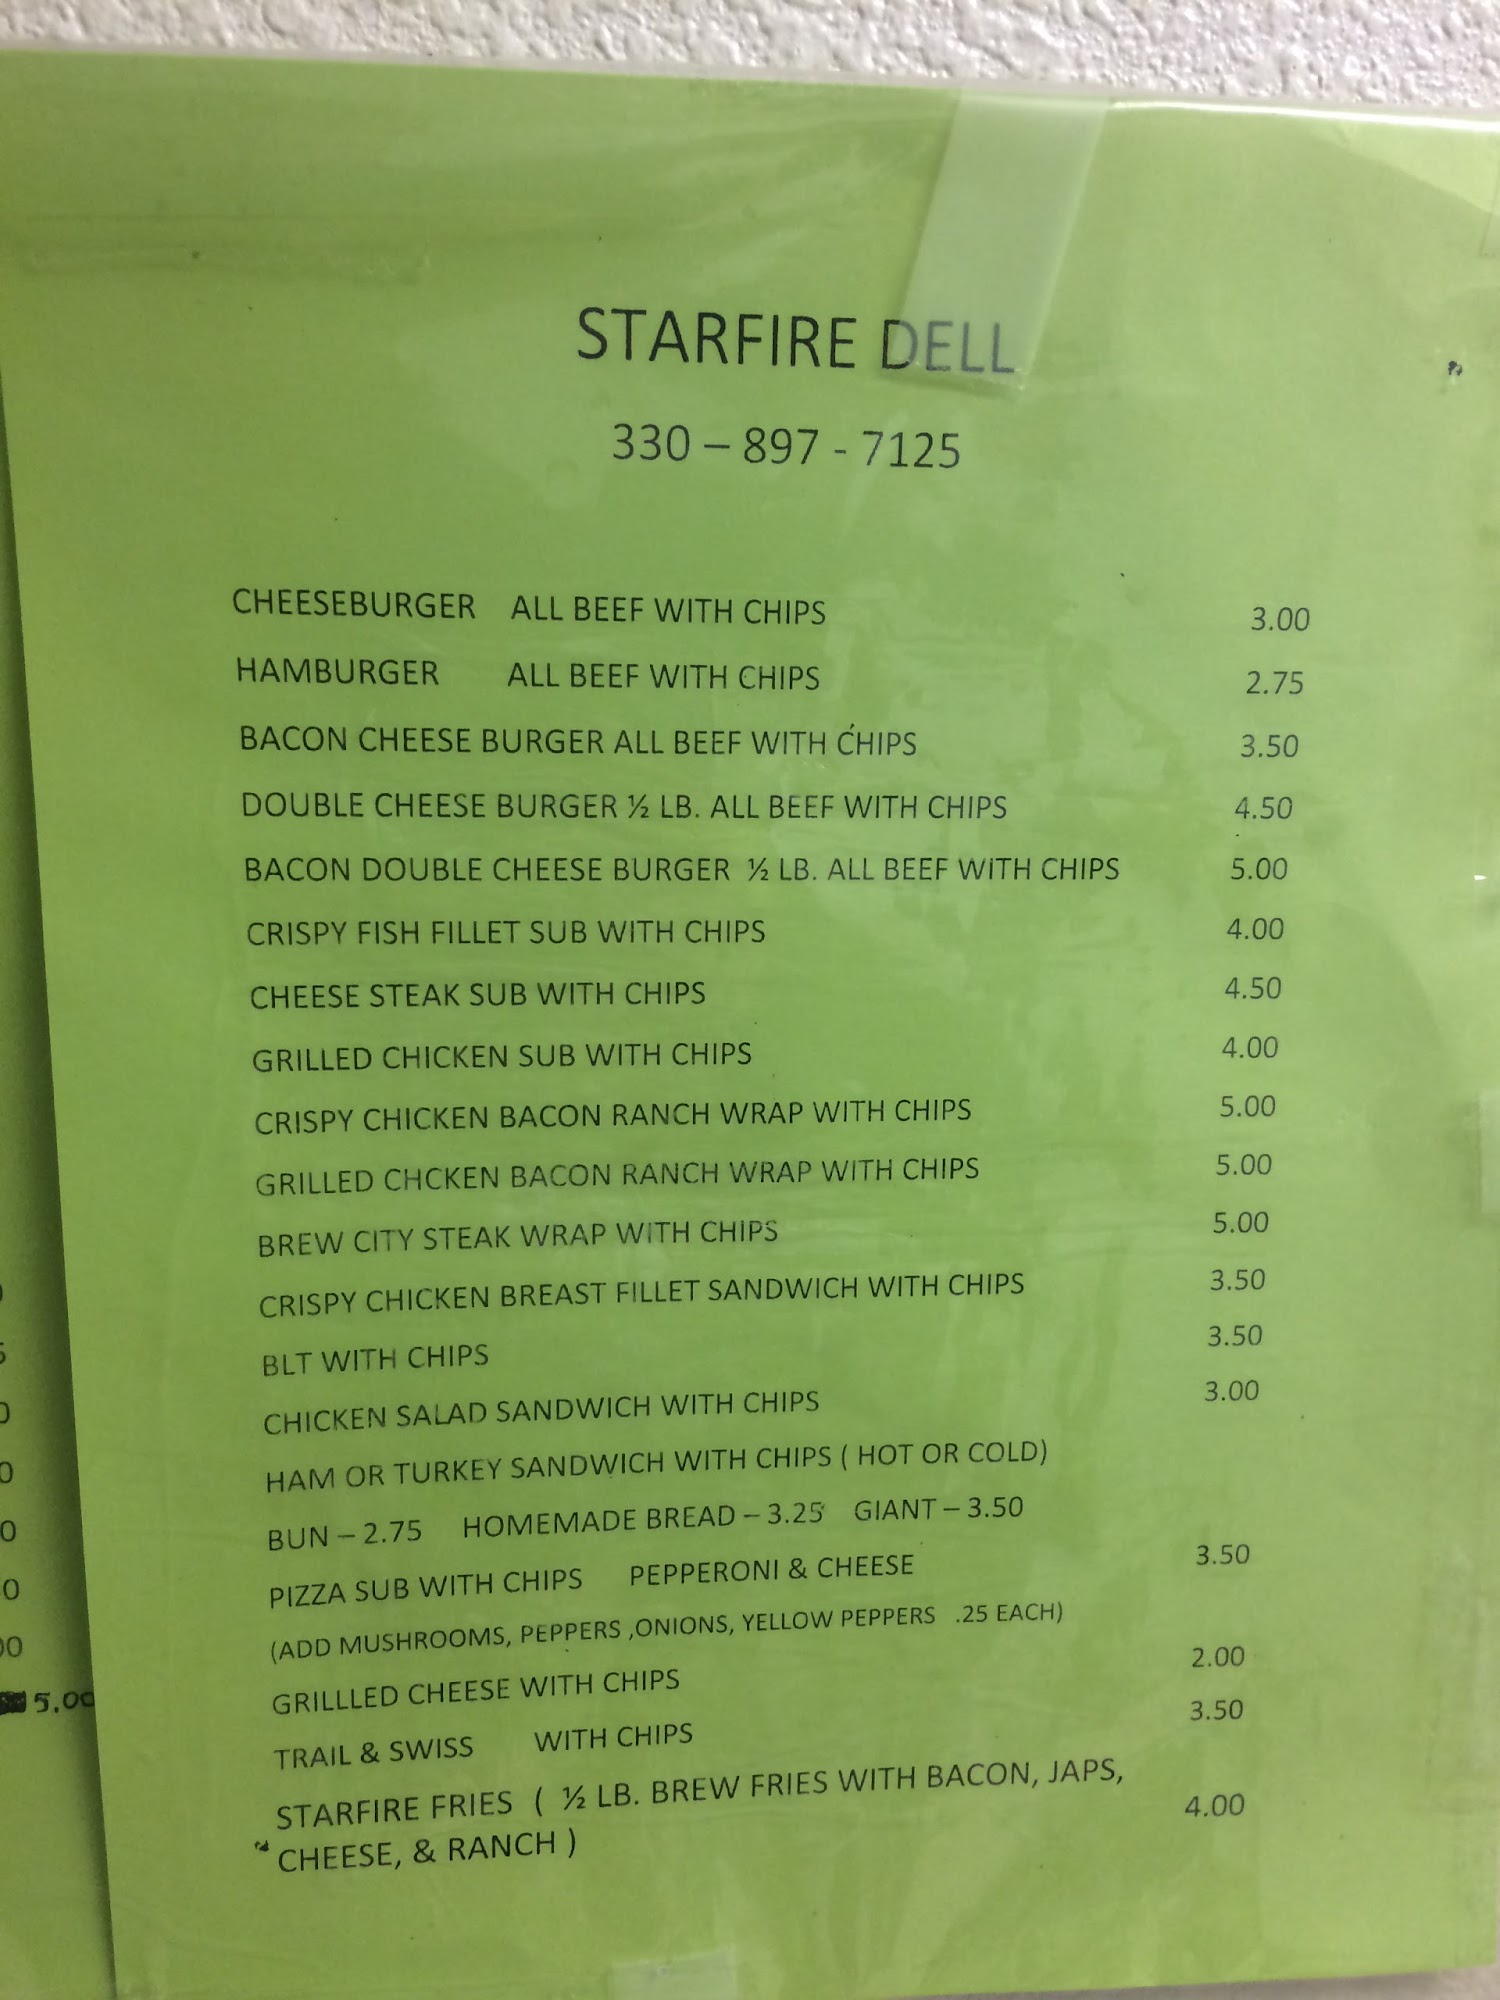 STARFIRE DELL
330 – 897 - 7125
CHEESEBURGER ALL BEEF WITH CHIPS 3.00
HAMBURGER ALL BEEF WITH CHIPS 2.75
BACON CHEESE BURGER ALL BEEF WITH CHIPS 3.50
DOUBLE CHEESE BURGER ½ LB. ALL BEEF WITH CHIPS 4.50
BACON DOUBLE CHEESE BURGER ½ LB. ALL BEEF WITH CHIPS 5.00
CRISPY FISH FILLET SUB WITH CHIPS 4.00
CHEESE STEAK SUB WITH CHIPS 4.50
GRILLED CHICKEN SUB WITH CHIPS 4.00
CRISPY CHICKEN BACON RANCH WRAP WITH CHIPS 5.00
GRILLED CHCKEN BACON RANCH WRAP WITH CHIPS 5.00
BREW CITY STEAK WRAP WITH CHIPS 5.00
CRISPY CHICKEN BREAST FILLET SANDWICH WITH CHIPS 3.50
BLT WITH CHIPS 3.50
CHICKEN SALAD SANDWICH WITH CHIPS 3.00
HAM OR TURKEY SANDWICH WITH CHIPS ( HOT OR COLD)
BUN – 2.75 HOMEMADE BREAD – 3.25 GIANT – 3.50
PIZZA SUB WITH CHIPS PEPPERONI & CHEESE 3.50
(ADD MUSHROOMS, PEPPERS ,ONIONS, YELLOW PEPPERS .25 EACH)
GRILLLED CHEESE WITH CHIPS 2.00
TRAIL & SWISS WITH CHIPS 3.50
STARFIRE FRIES ( ½ LB. BREW FRIES WITH BACON, JAPS, 4.00
CHEESE, & RANCH )
5.00